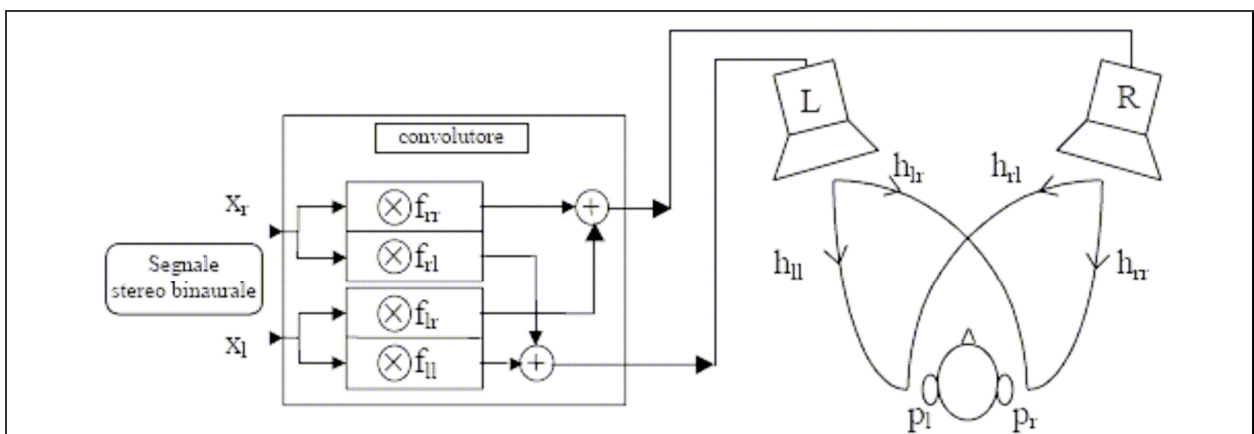 L
R
convolutore
h_lr
h_rl
x_r
⊗ f_rr
+
⊗ f_rl
Segnale
stereo binaurale
h_ll
h_rr
⊗ f_lr
x_l
⊗ f_ll
+
p_l
p_r